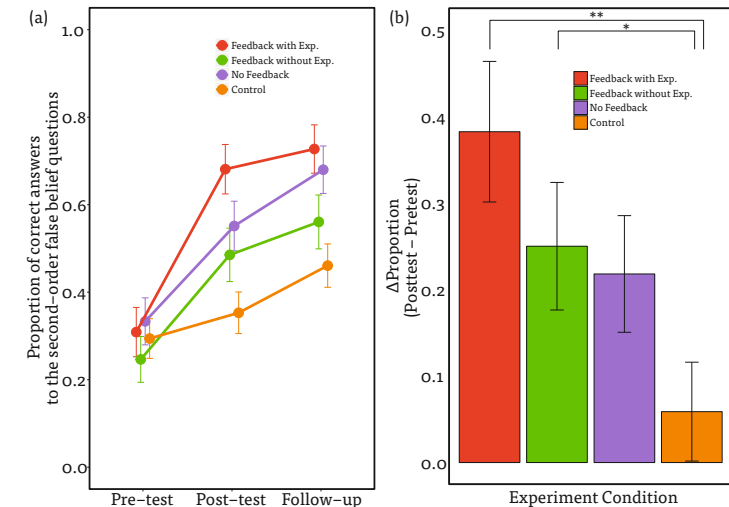 (a)
1.0
0.8
0.6
0.4
0.2
0.0
Proportion of correct answers
to the second–order false belief questions
Feedback with Exp.
Feedback without Exp.
No Feedback
Control
Pre–test Post–test Follow–up
(b)
0.5
0.4
0.3
0.2
0.1
0.0
ΔProportion
(Posttest – Pretest)
**
*
Feedback with Exp.
Feedback without Exp.
No Feedback
Control
Experiment Condition